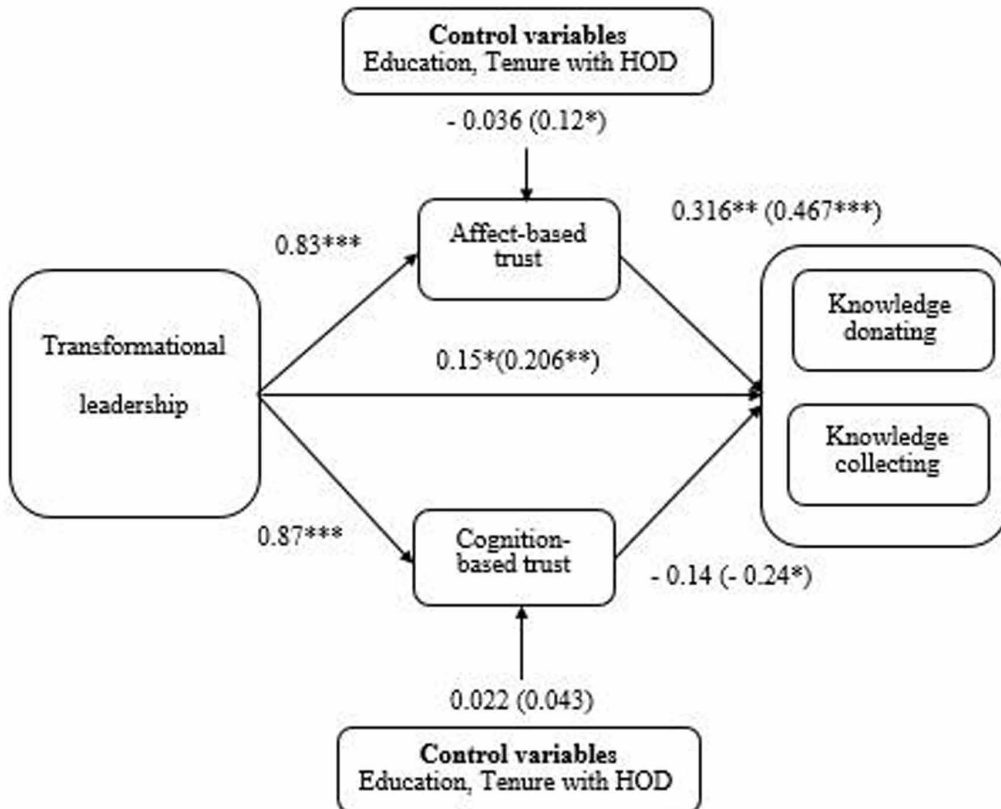 Control variables
Education, Tenure with HOD
- 0.036 (0.12*)
0.316** (0.467***)
0.83***
Affect-based
trust
Transformational
leadership
0.15*(0.206**)
Knowledge
donating
Knowledge
collecting
0.87***
Cognition-
based trust
- 0.14 (- 0.24*)
0.022 (0.043)
Control variables
Education, Tenure with HOD